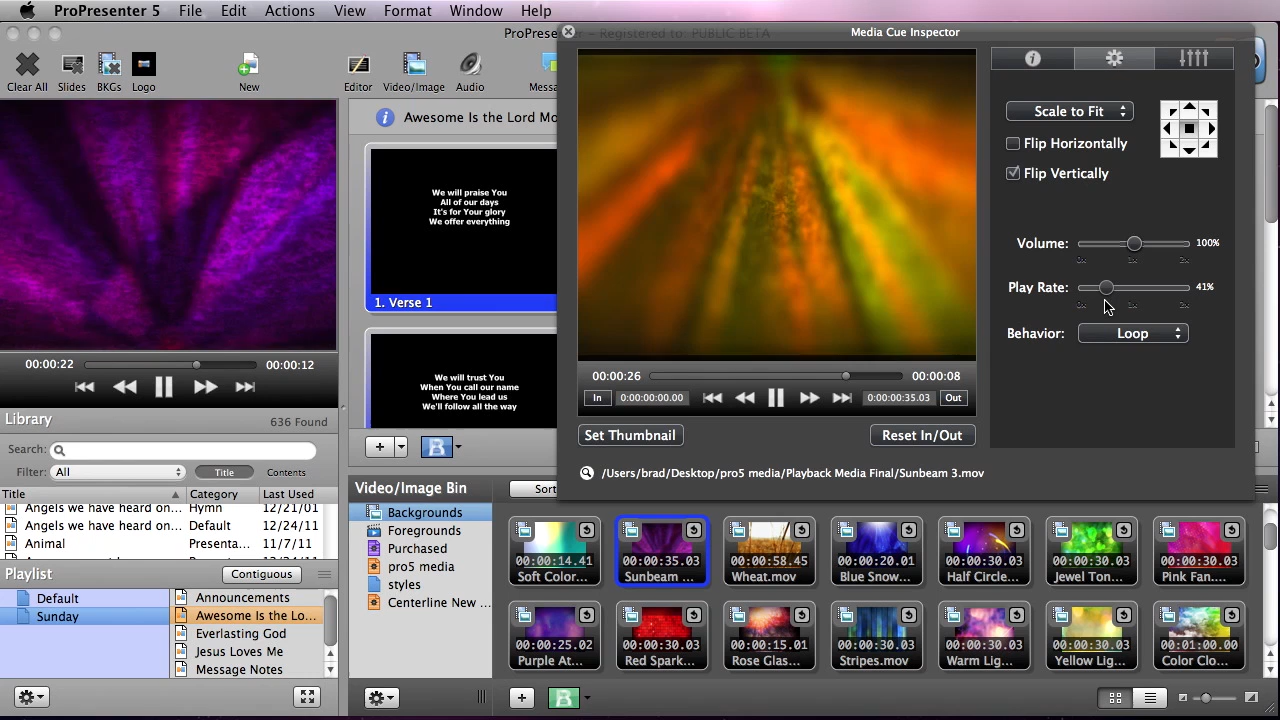 ProPresenter 5 File Edit Actions View Format Window Help
ProPresenter - Registered to: PUBLIC BETA
Media Cue Inspector
Clear All Slides BKGs Logo New Editor Video/Image Audio
Awesome Is the Lord Mo
We will praise You
All of our days
It's for Your glory
We offer everything
1. Verse 1
We will trust You
When You call our name
Where You lead us
We'll follow all the way
Scale to Fit
Flip Horizontally
Flip Vertically
Volume: 100%
0x 1x 2x
Play Rate: 41%
0x 1x 2x
Behavior: Loop
00:00:22 00:00:12
00:00:26 00:00:08
In 0:00:00:00.00 0:00:00:35.03 Out
Set Thumbnail Reset In/Out
/Users/brad/Desktop/pro5 media/Playback Media Final/Sunbeam 3.mov
Library 636 Found
Search:
Filter: All Title Contents
Title Category Last Used
Angels we have heard on... Hymn 12/21/01
Angels we have heard on... Default 12/24/11
Animal Presenta... 11/7/11
Playlist Contiguous
Default
Sunday
Announcements
Awesome Is the Lo...
Everlasting God
Jesus Loves Me
Message Notes
Video/Image Bin Sort
Backgrounds
Foregrounds
Purchased
pro5 media
styles
Centerline New ...
00:00:14.41 00:00:35.03 00:00:58.45 00:00:20.01 00:00:30.03 00:00:30.03 00:00:30.03
Soft Color... Sunbeam ... Wheat.mov Blue Snow... Half Circle... Jewel Ton... Pink Fan....
00:00:25.02 00:00:30.03 00:00:15.01 00:00:30.03 00:00:30.03 00:00:30.03 00:01:00.00
Purple At... Red Spark... Rose Glas... Stripes.mov Warm Lig... Yellow Lig... Color Clo...